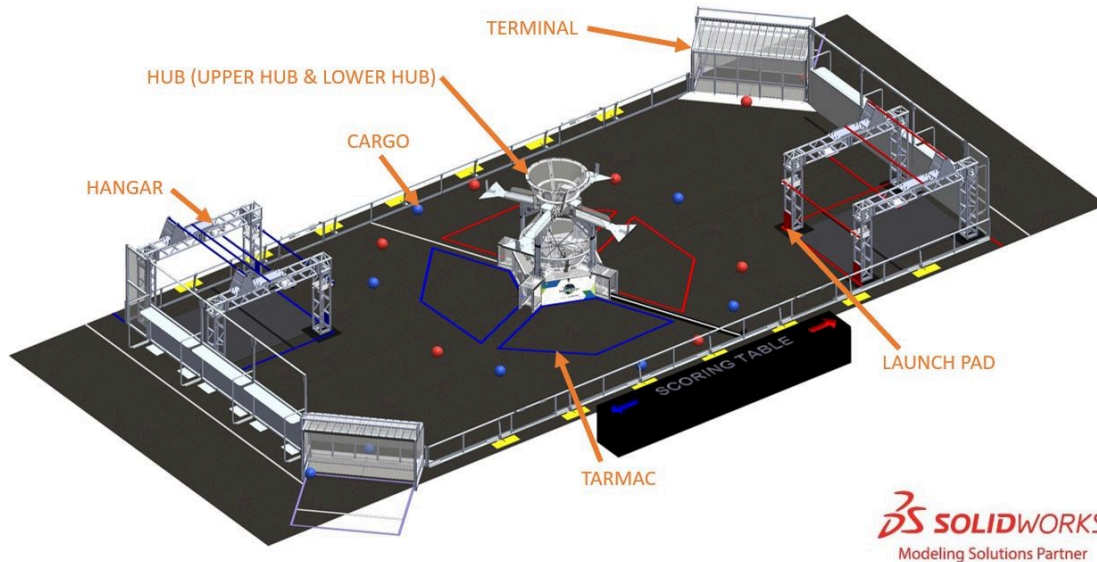 TERMINAL
HUB (UPPER HUB & LOWER HUB)
CARGO
HANGAR
LAUNCH PAD
SCORING TABLE
TARMAC
SOLIDWORKS
Modeling Solutions Partner